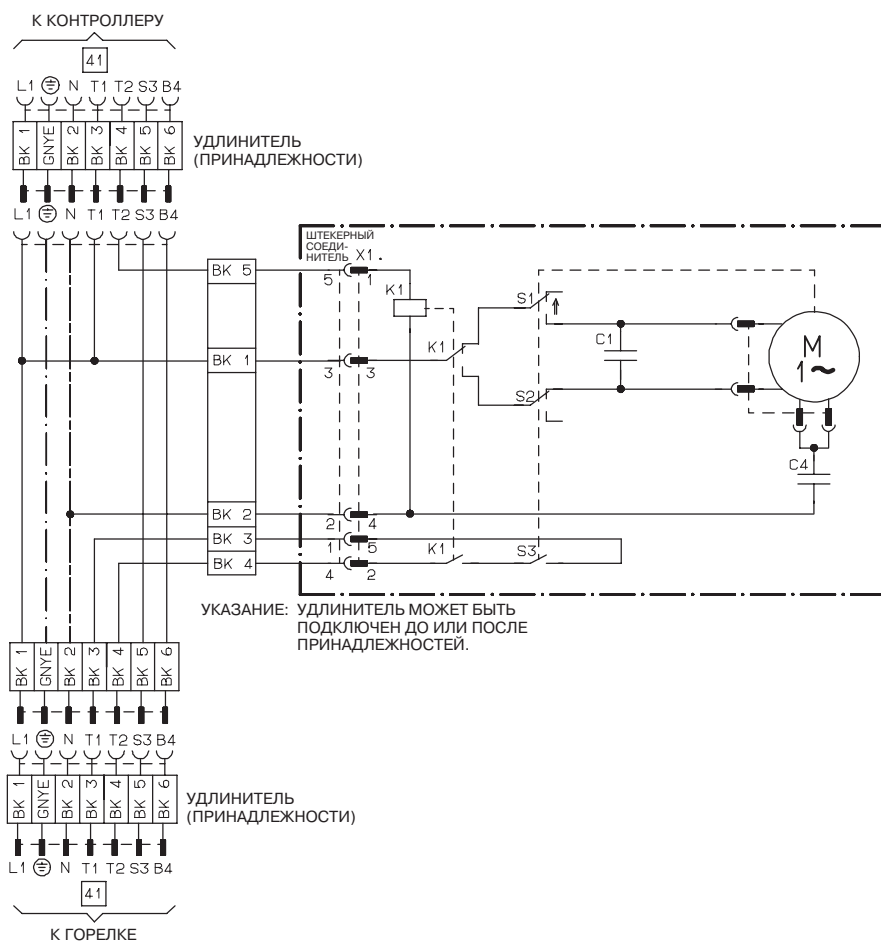 К КОНТРОЛЛЕРУ
41
L1 N T1 T2 S3 B4
BK 1 GNYE BK 2 BK 3 BK 4 BK 5 BK 6
УДЛИНИТЕЛЬ
(ПРИНАДЛЕЖНОСТИ)
L1 N T1 T2 S3 B4
ШТЕКЕРНЫЙ
СОЕДИ-
НИТЕЛЬ X1.
BK 5
5 1
K1
S1
C1
M
1~
BK 1
3 3
K1
S2
C4
BK 2
2 4
BK 3
1 5
K1 S3
BK 4
4 2
УКАЗАНИЕ: УДЛИНИТЕЛЬ МОЖЕТ БЫТЬ
ПОДКЛЮЧЕН ДО ИЛИ ПОСЛЕ
ПРИНАДЛЕЖНОСТЕЙ.
BK 1 GNYE BK 2 BK 3 BK 4 BK 5 BK 6
L1 N T1 T2 S3 B4
BK 1 GNYE BK 2 BK 3 BK 4 BK 5 BK 6
УДЛИНИТЕЛЬ
(ПРИНАДЛЕЖНОСТИ)
L1 N T1 T2 S3 B4
41
К ГОРЕЛКЕ